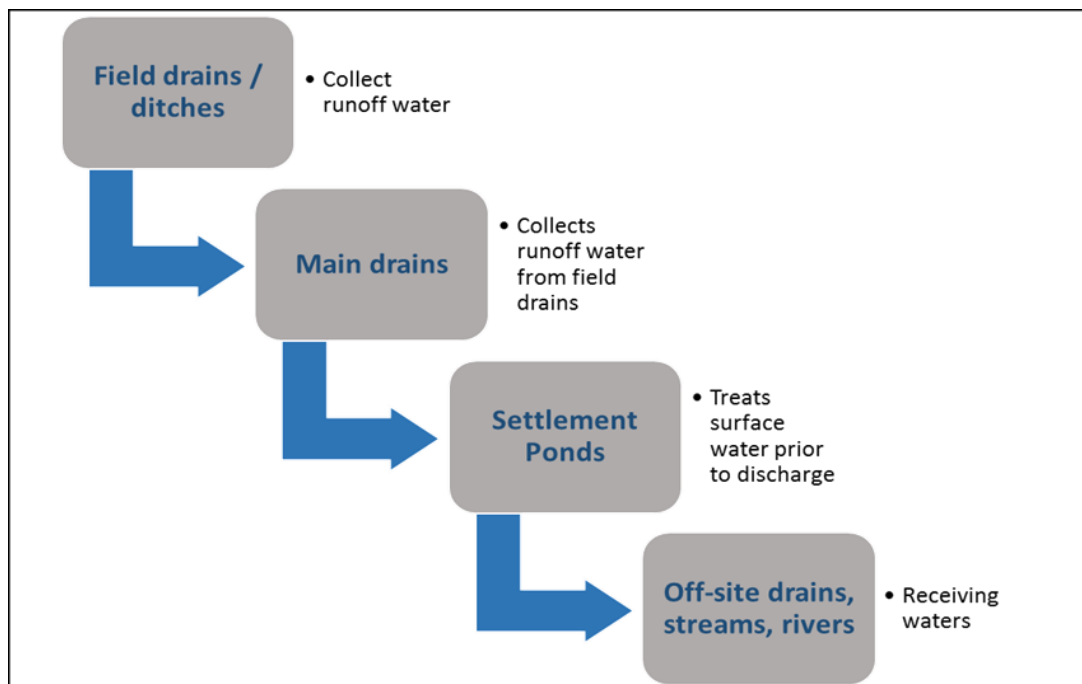 Field drains /
ditches
• Collect
runoff water
Main drains
• Collects
runoff water
from field
drains
Settlement
Ponds
• Treats
surface
water prior
to discharge
Off-site drains,
streams, rivers
• Receiving
waters